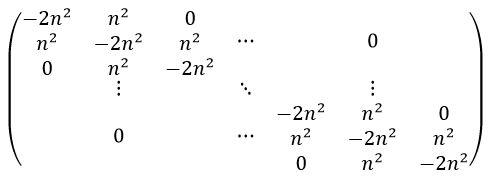 −2n² n² 0
n² −2n² n² ⋯ 0
0 n² −2n²
⋮ ⋱ ⋮
−2n² n² 0
0 ⋯ n² −2n² n²
0 n² −2n²